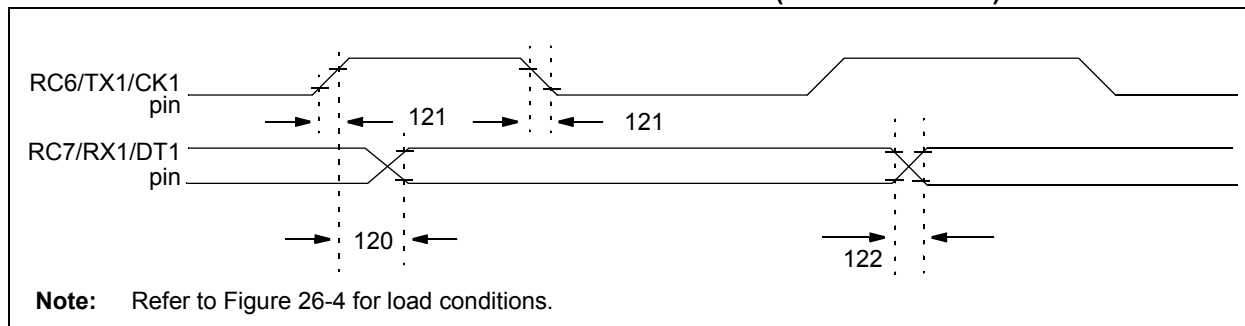 RC6/TX1/CK1
pin
121
121
RC7/RX1/DT1
pin
120
122
Note: Refer to Figure 26-4 for load conditions.